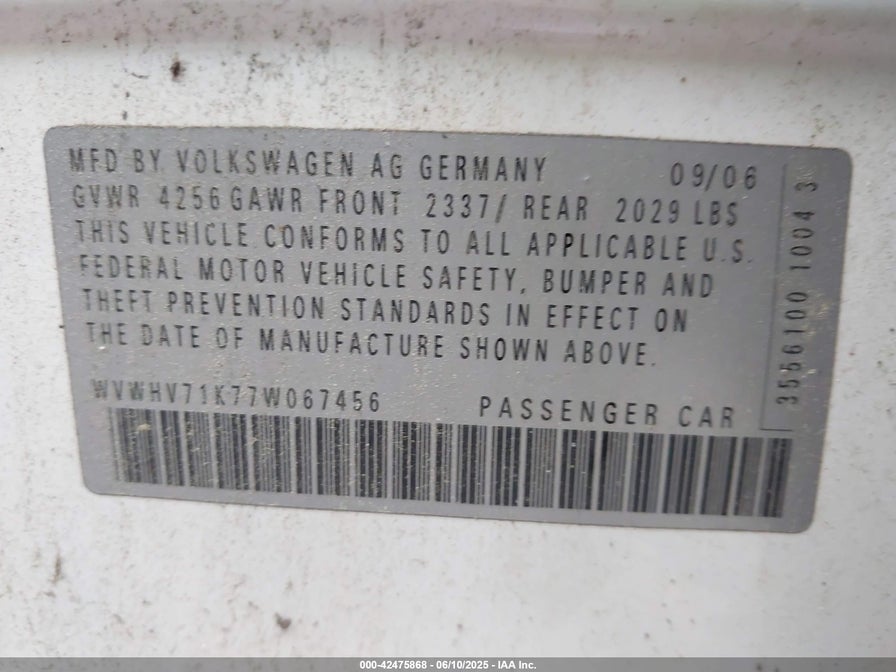 MFD BY VOLKSWAGEN AG GERMANY 09/06
GVWR 4256 GAWR FRONT 2337/ REAR 2029 LBS
THIS VEHICLE CONFORMS TO ALL APPLICABLE U.S.
FEDERAL MOTOR VEHICLE SAFETY, BUMPER AND
THEFT PREVENTION STANDARDS IN EFFECT ON
THE DATE OF MANUFACTURE SHOWN ABOVE.
WVWHV71K77W067456 PASSENGER CAR
3556100 1004 3
000-42475868 - 06/10/2025 - IAA Inc.